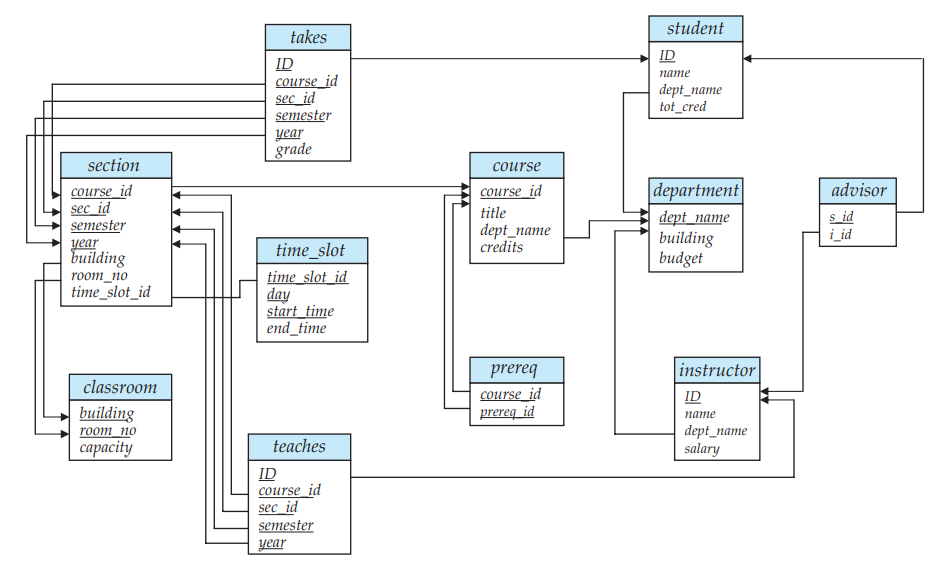 takes
ID
course_id
sec_id
semester
year
grade
student
ID
name
dept_name
tot_cred
section
course_id
sec_id
semester
year
building
room_no
time_slot_id
course
course_id
title
dept_name
credits
department
dept_name
building
budget
advisor
s_id
i_id
time_slot
time_slot_id
day
start_time
end_time
prereq
course_id
prereq_id
instructor
ID
name
dept_name
salary
classroom
building
room_no
capacity
teaches
ID
course_id
sec_id
semester
year